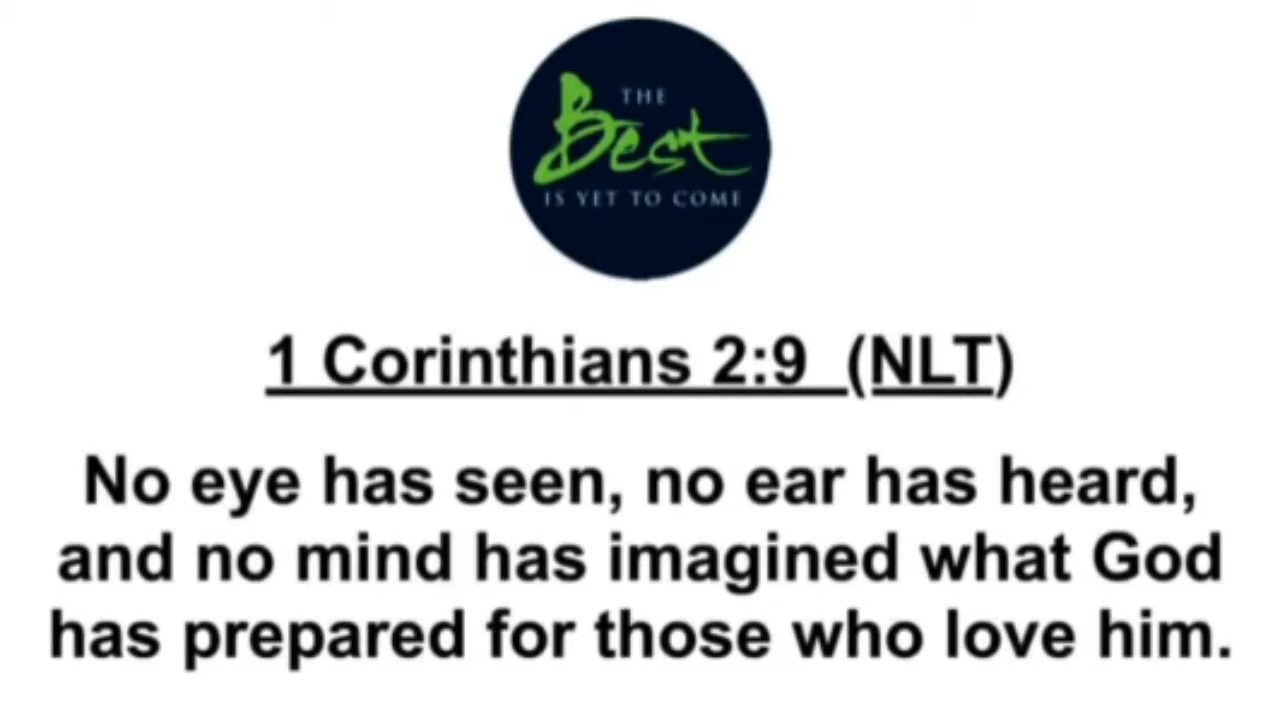 THE
Best
IS YET TO COME
1 Corinthians 2:9  (NLT)
No eye has seen, no ear has heard,
and no mind has imagined what God
has prepared for those who love him.